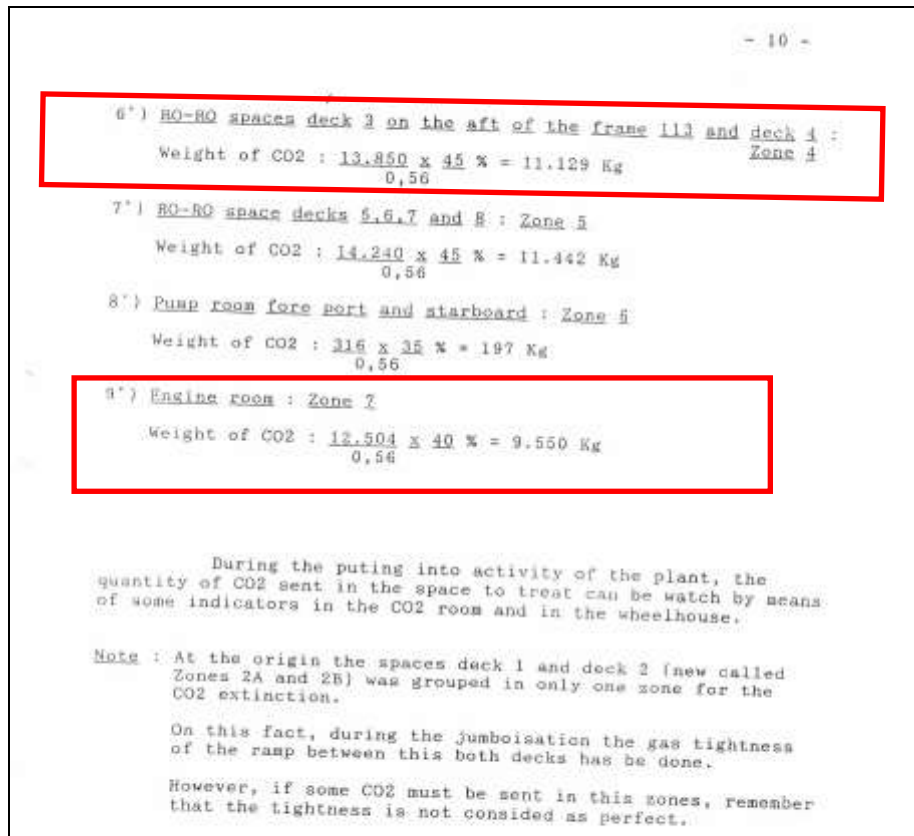 - 10 -
6°) RO-RO spaces deck 3 on the aft of the frame 113 and deck 4 :
Zone 4
Weight of CO2 : 13.850 x 45 % = 11.129 Kg
0,56
7°) RO-RO space decks 5,6,7 and 8 : Zone 5
Weight of CO2 : 14.240 x 45 % = 11.442 Kg
0,56
8°) Pump room fore port and starboard : Zone 6
Weight of CO2 : 316 x 35 % = 197 Kg
0,56
9°) Engine room : Zone 7
Weight of CO2 : 12.504 x 40 % = 9.550 Kg
0,56
During the puting into activity of the plant, the
quantity of CO2 sent in the space to treat can be watch by means
of some indicators in the CO2 room and in the wheelhouse.
Note : At the origin the spaces deck 1 and deck 2 (new called
Zones 2A and 2B) was grouped in only one zone for the
CO2 extinction.
On this fact, during the jumboisation the gas tightness
of the ramp between this both decks has be done.
However, if some CO2 must be sent in this zones, remember
that the tightness is not consided as perfect.